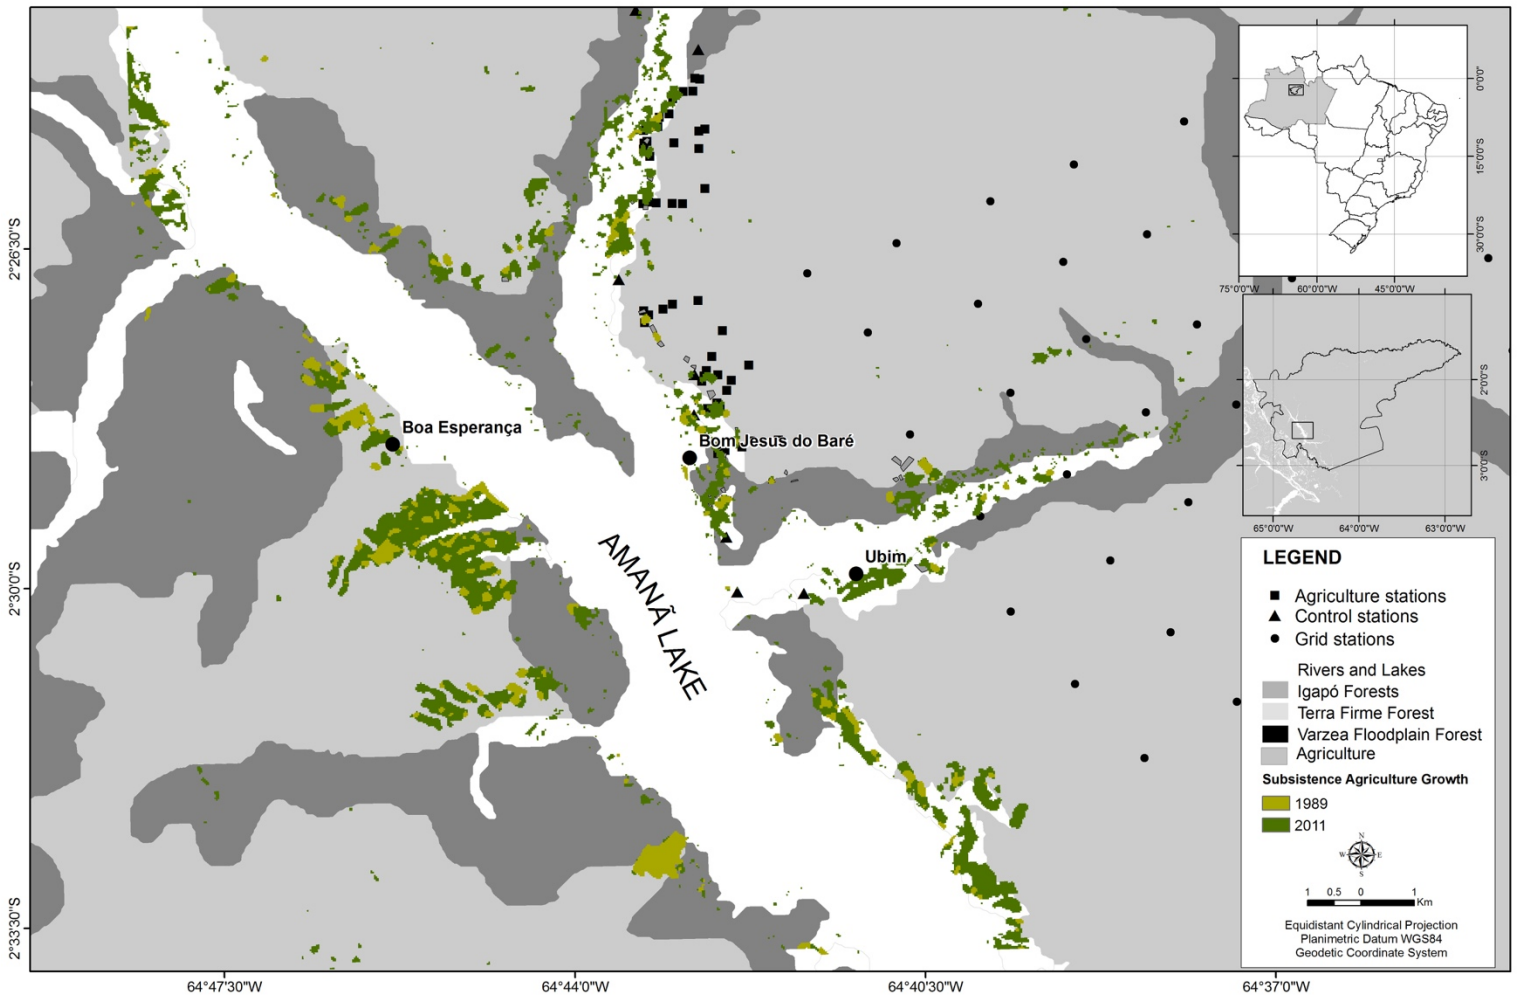 Boa Esperança
Bom Jesus do Baré
Ubim
AMANÃ LAKE
2°26'30"S
2°30'0"S
2°33'30"S
64°47'30"W
64°44'0"W
64°40'30"W
64°37'0"W
0°0'0"
15°0'0"S
30°0'0"S
75°0'0"W
60°0'0"W
45°0'0"W
2°0'0"S
3°0'0"S
65°0'0"W
64°0'0"W
63°0'0"W
LEGEND
Agriculture stations
Control stations
Grid stations
Rivers and Lakes
Igapó Forests
Terra Firme Forest
Varzea Floodplain Forest
Agriculture
Subsistence Agriculture Growth
1989
2011
N
W E
S
1 0.5 0 1
Km
Equidistant Cylindrical Projection
Planimetric Datum WGS84
Geodetic Coordinate System